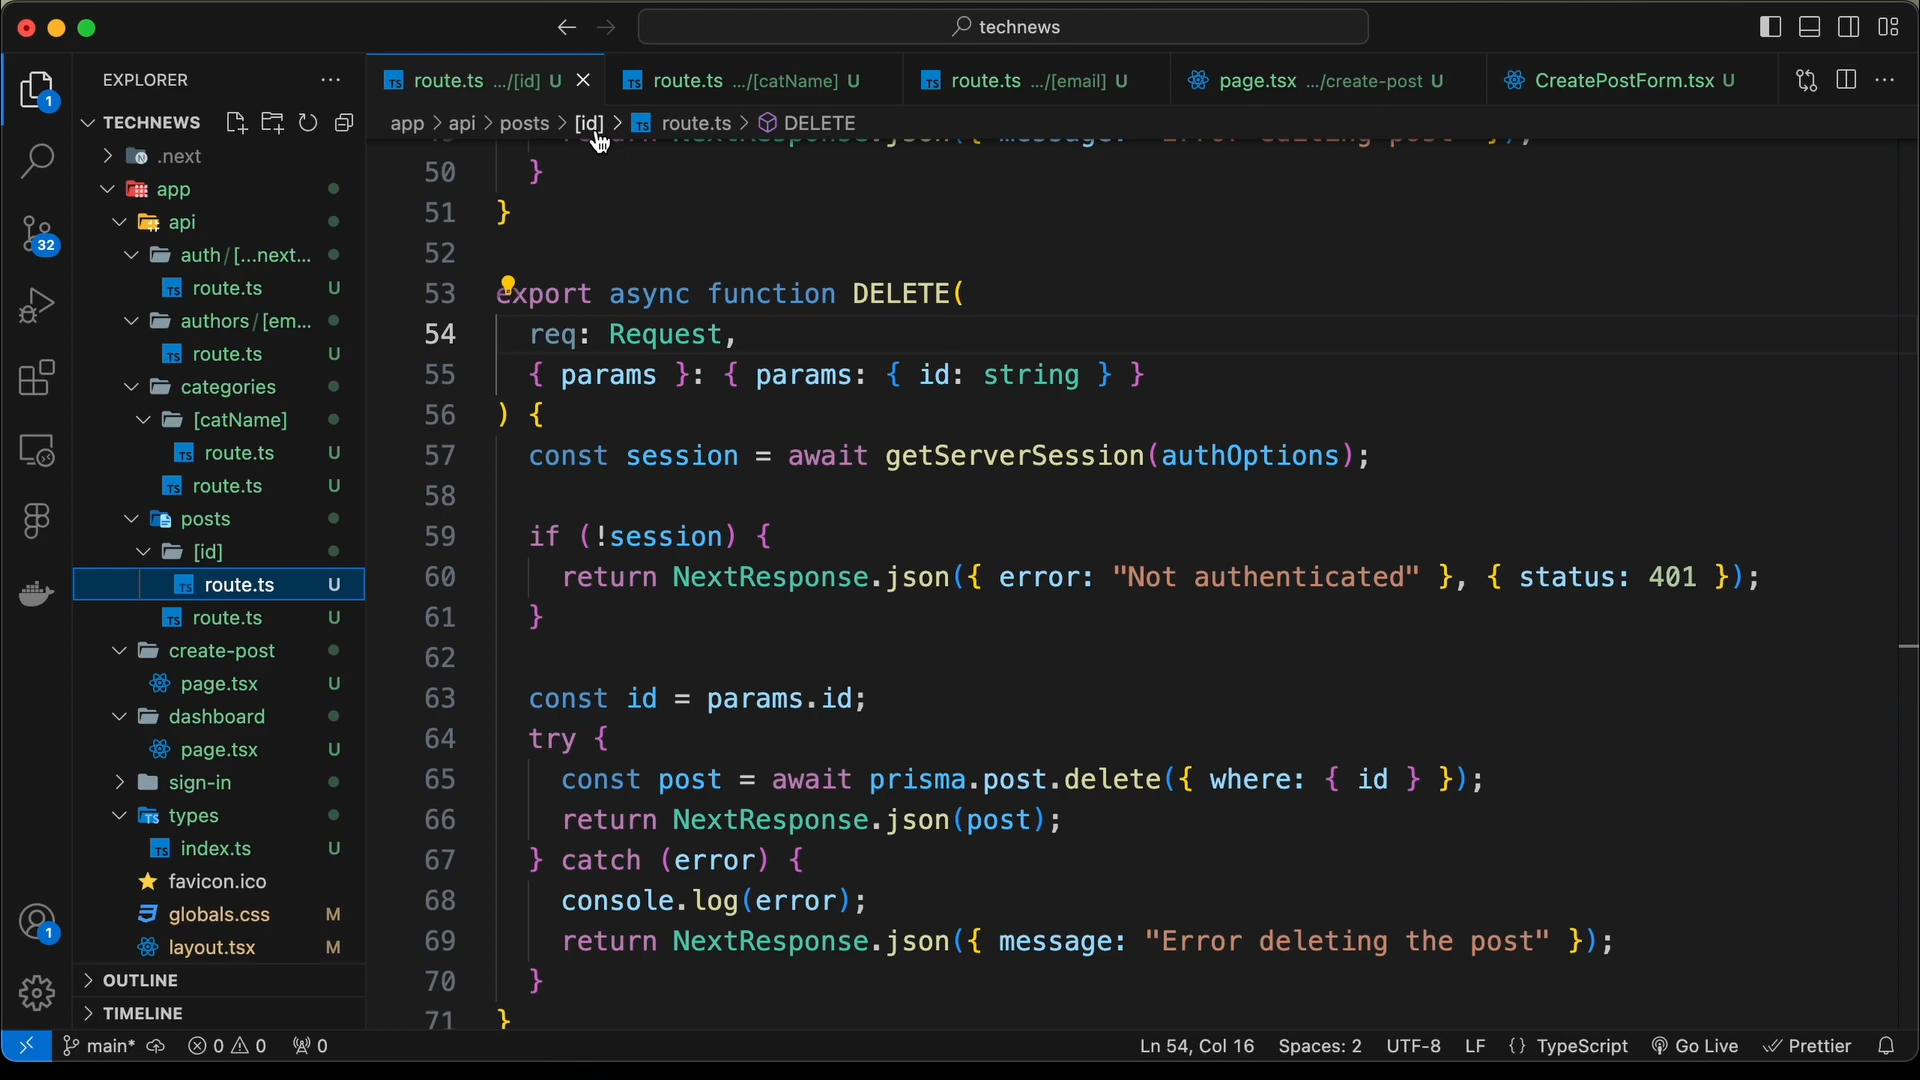 technews
EXPLORER
TECHNEWS
.next
app
api
auth/[...next...
route.ts U
authors/[em...
route.ts U
categories
[catName]
route.ts U
route.ts U
posts
[id]
route.ts U
route.ts U
create-post
page.tsx U
dashboard
page.tsx U
sign-in
types
index.ts U
favicon.ico
globals.css M
layout.tsx M
OUTLINE
TIMELINE
1
32
1
route.ts .../[id] U
route.ts .../[catName] U
route.ts .../[email] U
page.tsx .../create-post U
CreatePostForm.tsx U
app > api > posts > [id] > route.ts > DELETE
50 }
51 }
52
53 export async function DELETE(
54 req: Request,
55 { params }: { params: { id: string } }
56 ) {
57 const session = await getServerSession(authOptions);
58
59 if (!session) {
60 return NextResponse.json({ error: "Not authenticated" }, { status: 401 });
61 }
62
63 const id = params.id;
64 try {
65 const post = await prisma.post.delete({ where: { id } });
66 return NextResponse.json(post);
67 } catch (error) {
68 console.log(error);
69 return NextResponse.json({ message: "Error deleting the post" });
70 }
71 }
main* 0 0 0
Ln 54, Col 16 Spaces: 2 UTF-8 LF {} TypeScript Go Live Prettier